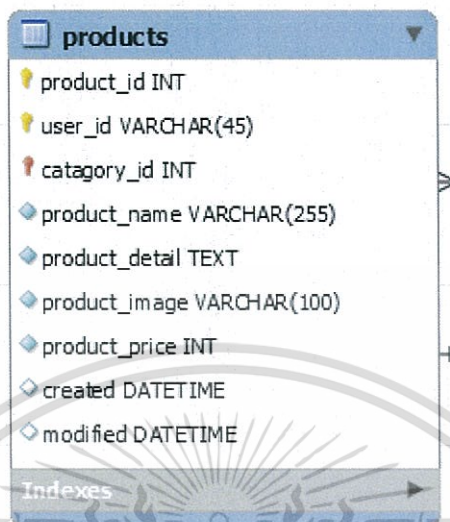 products
product_id INT
user_id VARCHAR(45)
catagory_id INT
product_name VARCHAR(255)
product_detail TEXT
product_image VARCHAR(100)
product_price INT
created DATETIME
modified DATETIME
Indexes